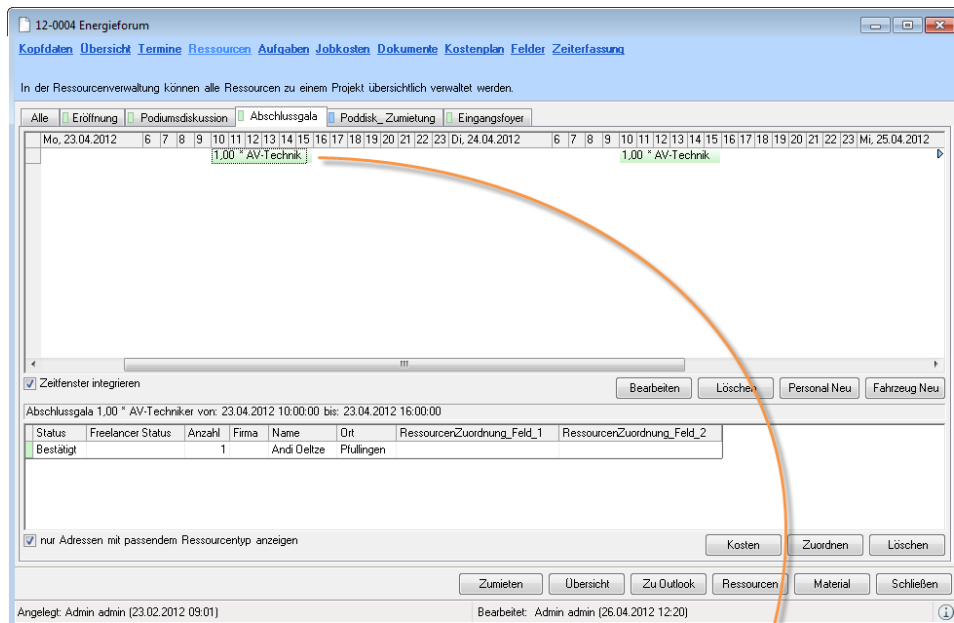 12-0004 Energieforum
Kopfdaten Übersicht Termine Ressourcen Aufgaben Jobkosten Dokumente Kostenplan Felder Zeiterfassung
In der Ressourcenverwaltung können alle Ressourcen zu einem Projekt übersichtlich verwaltet werden.
Alle Eröffnung Podiumsdiskussion Abschlussgala Poddisk_Zumietung Eingangsfoyer
Mo, 23.04.2012 6 7 8 9 10 11 12 13 14 15 16 17 18 19 20 21 22 23 Di, 24.04.2012 6 7 8 9 10 11 12 13 14 15 16 17 18 19 20 21 22 23 Mi, 25.04.2012
1,00 * AV-Technik 1,00 * AV-Technik
Zeitfenster integrieren
Bearbeiten Löschen Personal Neu Fahrzeug Neu
Abschlussgala 1,00 * AV-Techniker von: 23.04.2012 10:00:00 bis: 23.04.2012 16:00:00
Status Freelancer Status Anzahl Firma Name Ort RessourcenZuordnung_Feld_1 RessourcenZuordnung_Feld_2
Bestätigt 1 Andi Oeltze Pfullingen
nur Adressen mit passendem Ressourcentyp anzeigen
Kosten Zuordnen Löschen
Zumieten Übersicht Zu Outlook Ressourcen Material Schließen
Angelegt: Admin admin (23.02.2012 09:01) Bearbeitet: Admin admin (26.04.2012 12:20)